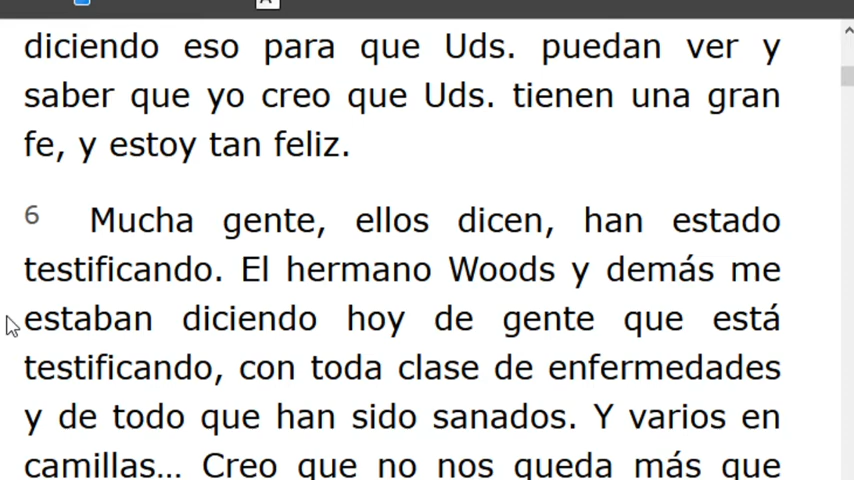 diciendo eso para que Uds. puedan ver y
saber que yo creo que Uds. tienen una gran
fe, y estoy tan feliz.
6 Mucha gente, ellos dicen, han estado
testificando. El hermano Woods y demás me
estaban diciendo hoy de gente que está
testificando, con toda clase de enfermedades
y de todo que han sido sanados. Y varios en
camillas... Creo que no nos queda más que